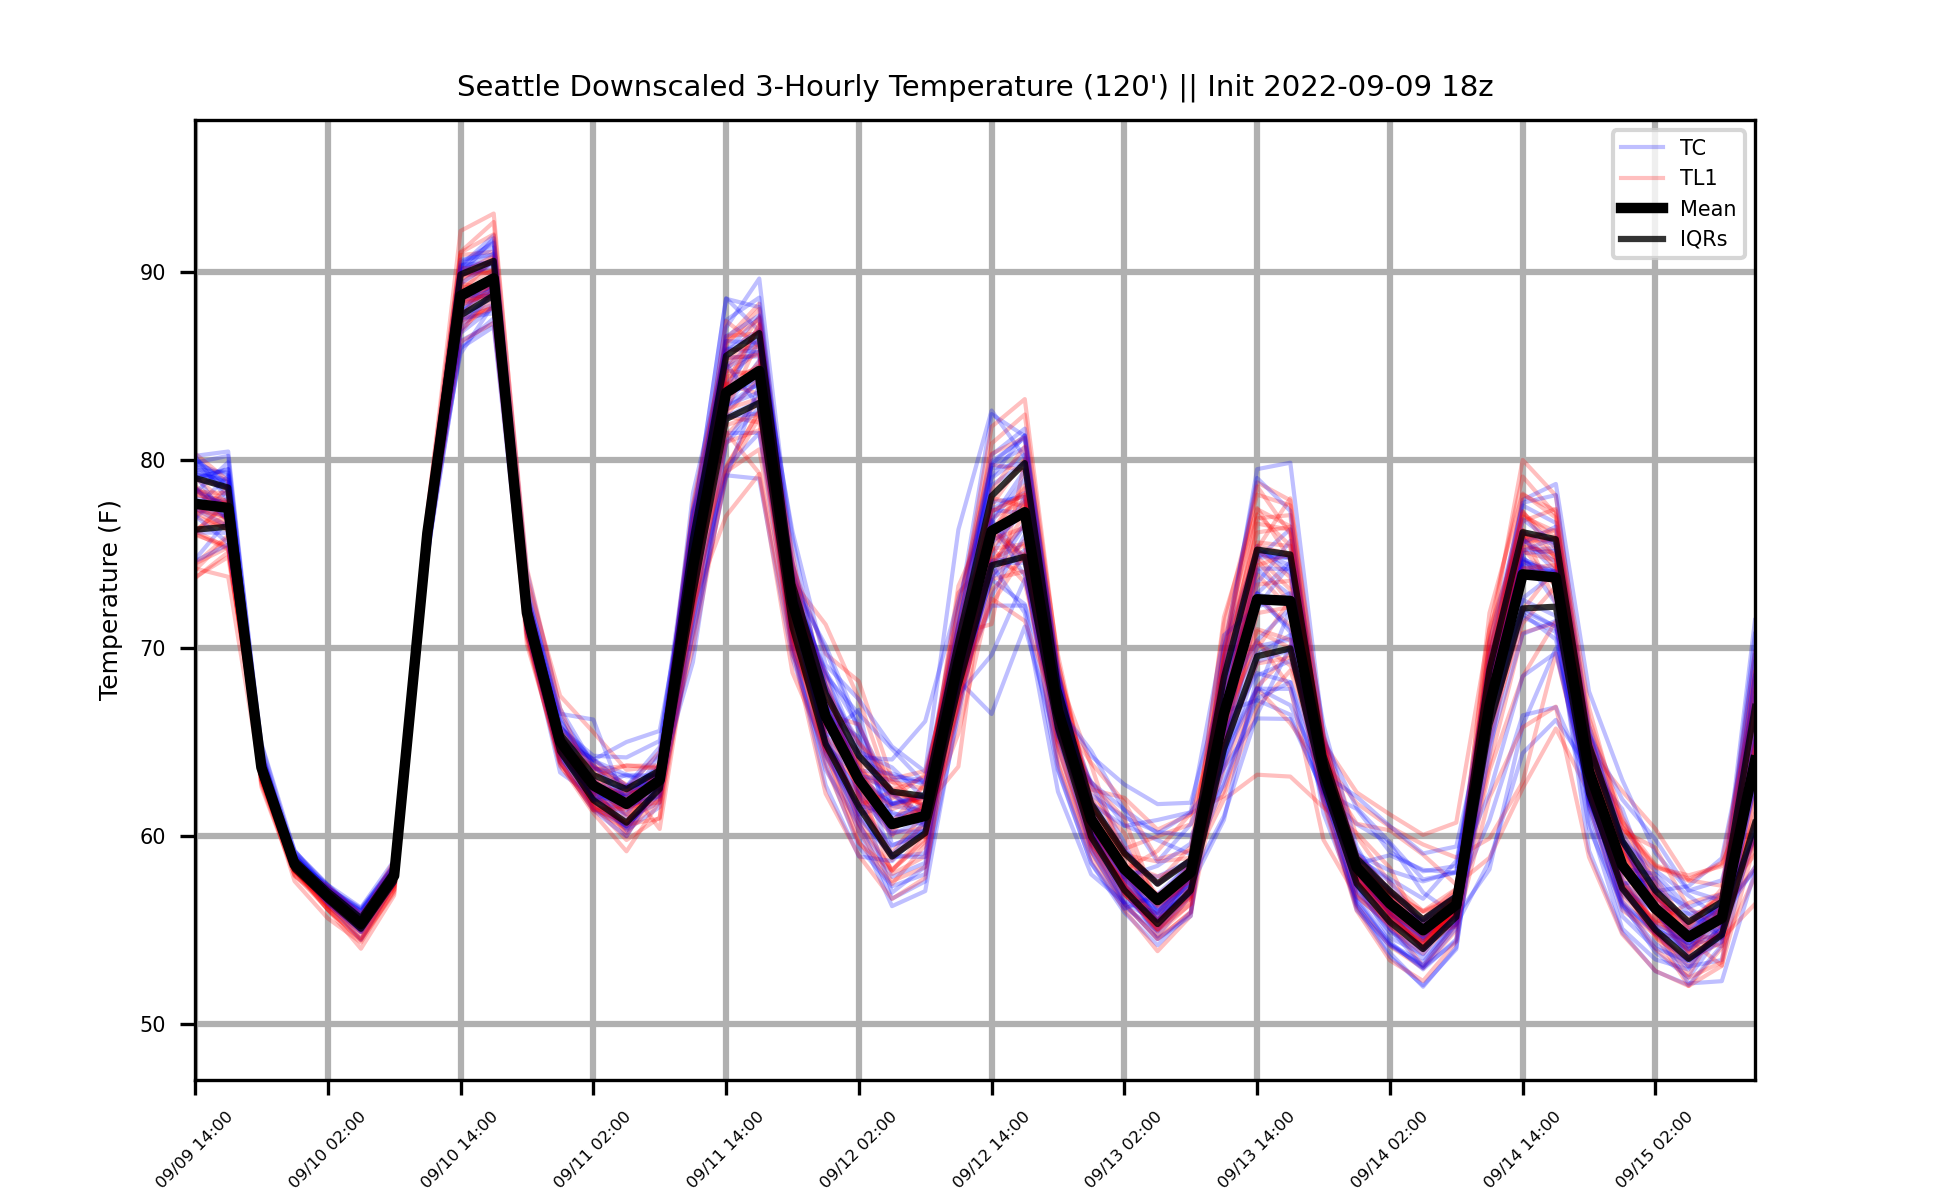 Seattle Downscaled 3-Hourly Temperature (120') || Init 2022-09-09 18z
TC
TL1
Mean
IQRs
Temperature (F)
90
80
70
60
50
09/09 14:00
09/10 02:00
09/10 14:00
09/11 02:00
09/11 14:00
09/12 02:00
09/12 14:00
09/13 02:00
09/13 14:00
09/14 02:00
09/14 14:00
09/15 02:00